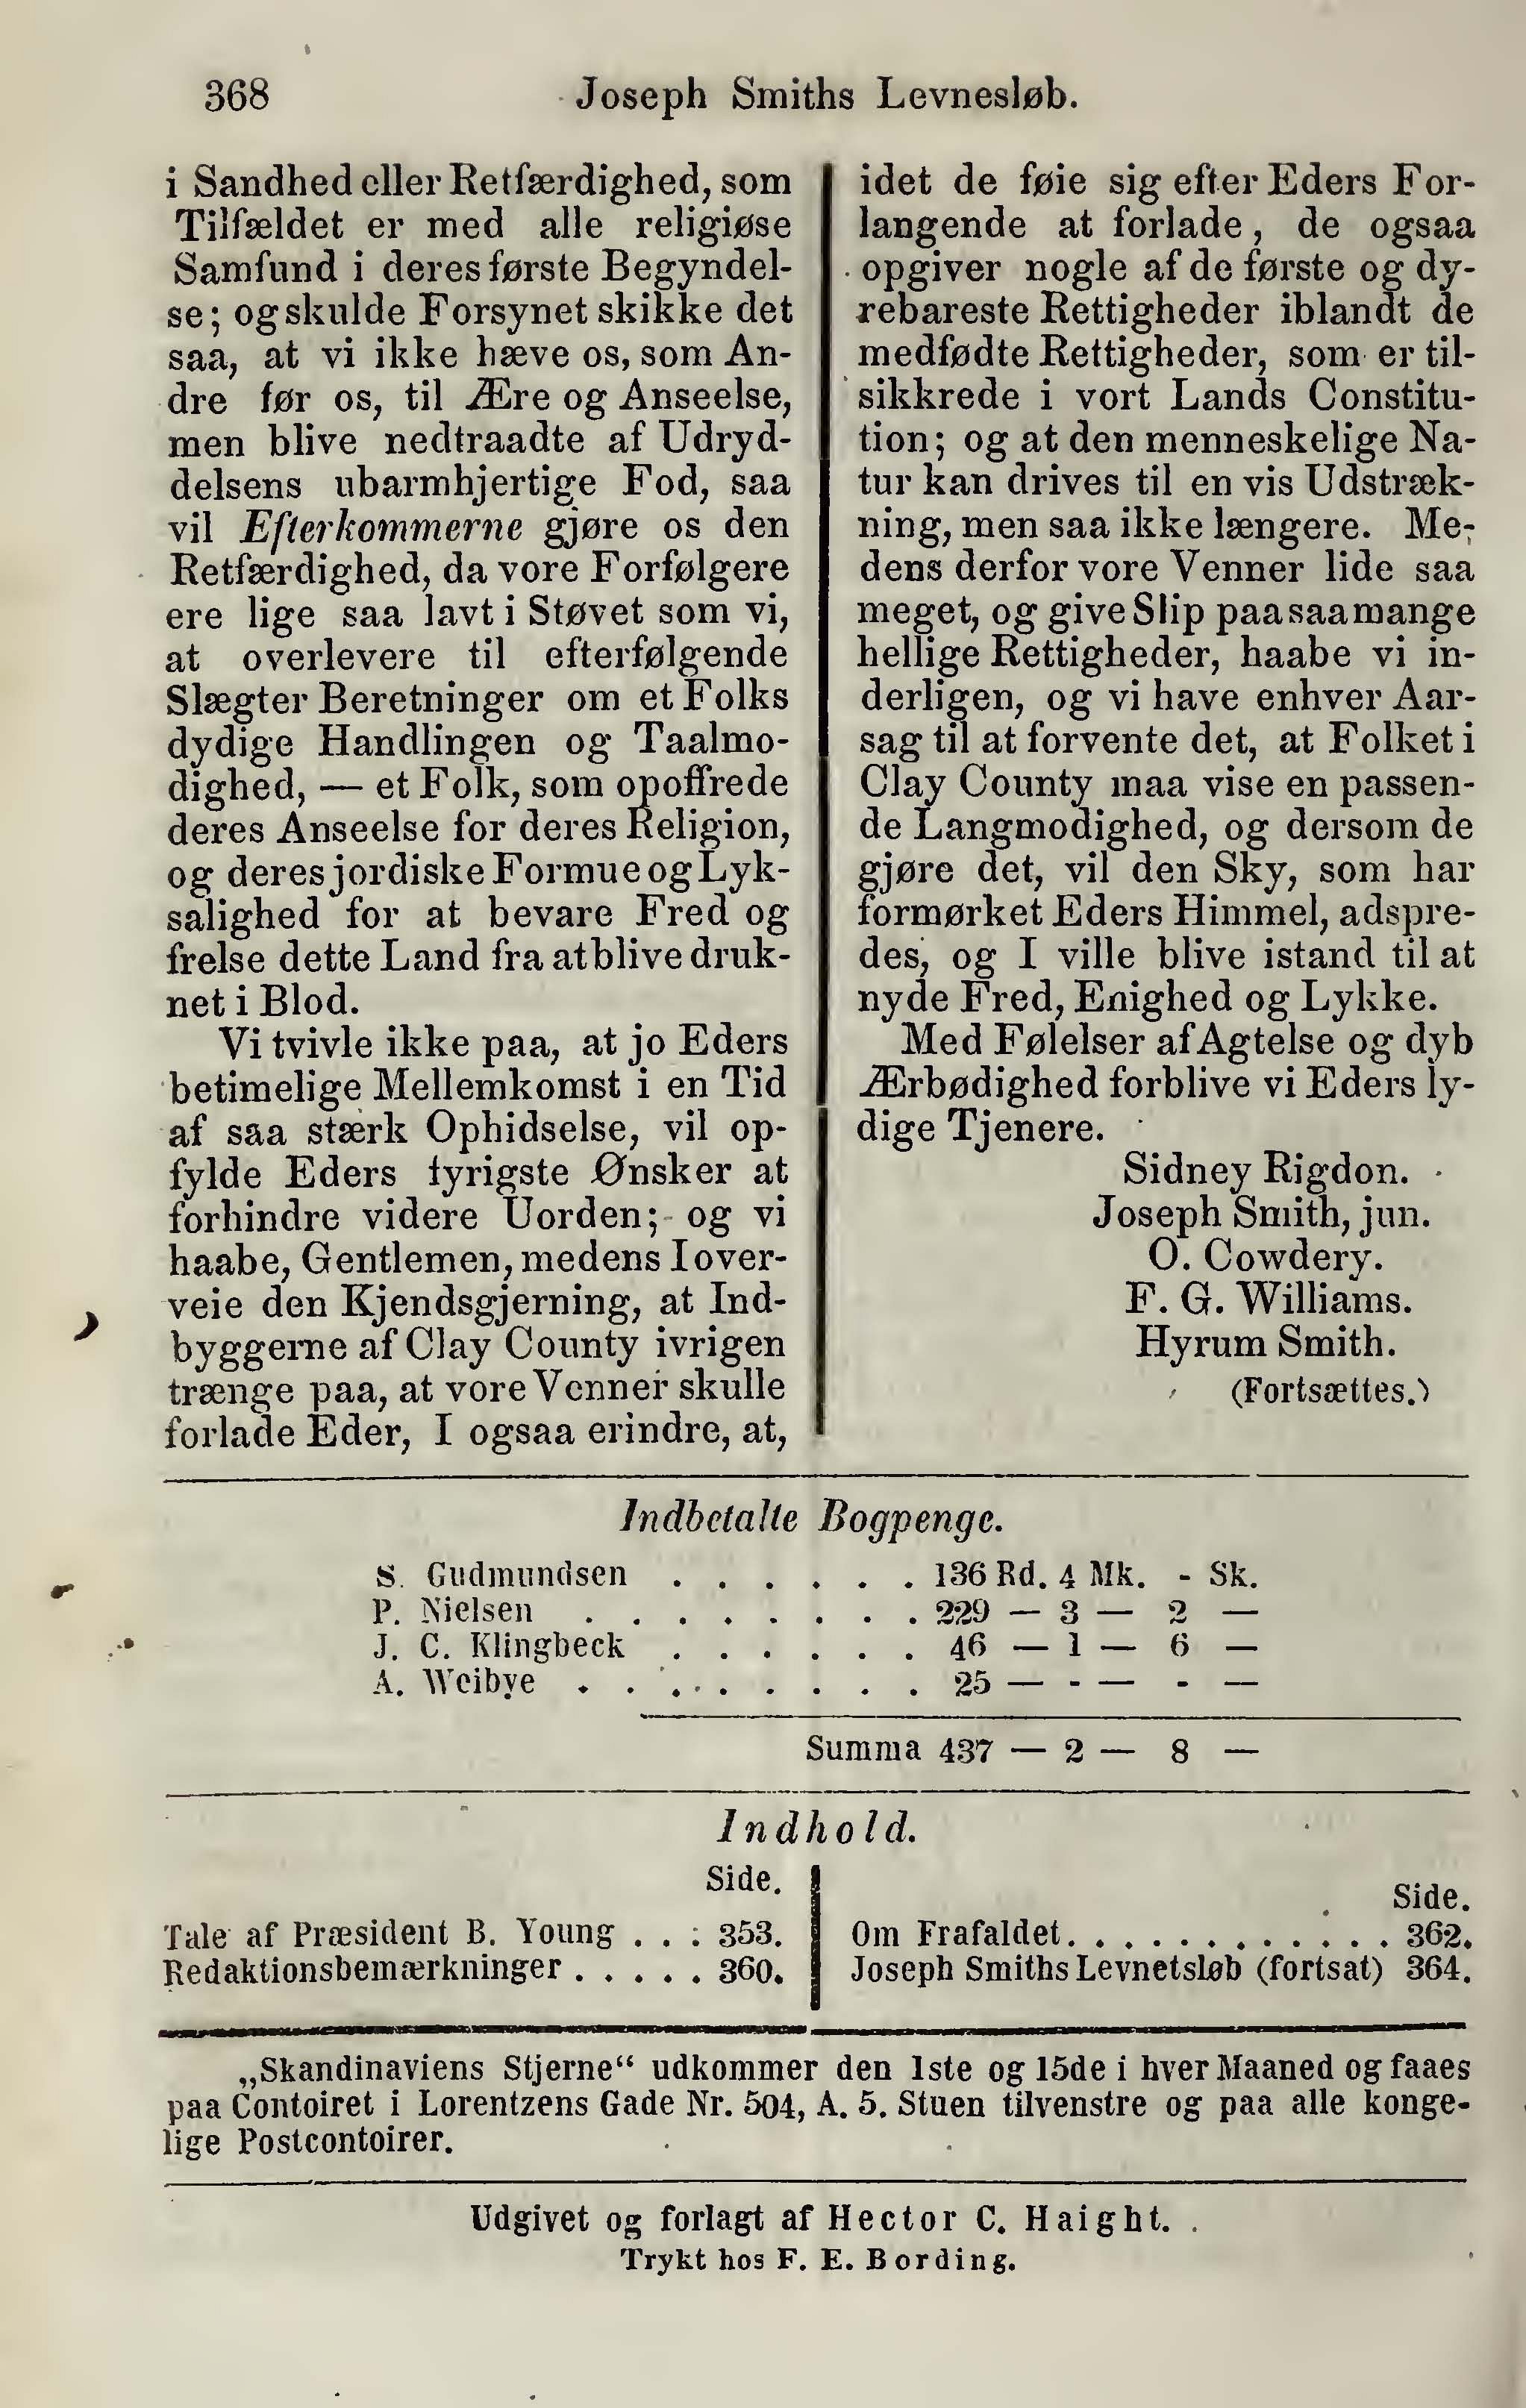 368
Joseph Smiths Levnesløb.
i Sandhed eller Retfærdighed, som
Tilfældet er med alle religiøse
Samfund i deres første Begyndel-
se; og skulde Forsynet skikke det
saa, at vi ikke hæve os, som An-
dre før os, til Ære og Anseelse,
men blive nedtraadte af Udryd-
delsens ubarmhjertige Fod, saa
vil Efterkommerne gjøre os den
Retfærdighed, da vore Forfølgere
ere lige saa lavt i Støvet som vi,
at overlevere til efterfølgende
Slægter Beretninger om et Folks
dydige Handlingen og Taalmo-
dighed, — et Folk, som opoffrede
deres Anseelse for deres Religion,
og deres jordiske Formue og Lyk-
salighed for at bevare Fred og
frelse dette Land fra at blive druk-
net i Blod.
Vi tvivle ikke paa, at jo Eders
betimelige Mellemkomst i en Tid
af saa stærk Ophidselse, vil op-
fylde Eders fyrigste Ønsker at
forhindre videre Uorden; og vi
haabe, Gentlemen, medens I over-
veie den Kjendsgjerning, at Ind-
byggerne af Clay County ivrigen
trænge paa, at vore Venner skulle
forlade Eder, I ogsaa erindre, at,
idet de føie sig efter Eders For-
langende at forlade, de ogsaa
opgiver nogle af de første og dy-
rebareste Rettigheder iblandt de
medfødte Rettigheder, som er til-
sikkrede i vort Lands Constitu-
tion; og at den menneskelige Na-
tur kan drives til en vis Udstræk-
ning, men saa ikke længere. Me-
dens derfor vore Venner lide saa
meget, og give Slip paa saa mange
hellige Rettigheder, haabe vi in-
derligen, og vi have enhver Aar-
sag til at forvente det, at Folket i
Clay County maa vise en passen-
de Langmodighed, og dersom de
gjøre det, vil den Sky, som har
formørket Eders Himmel, adspre-
des, og I ville blive istand til at
nyde Fred, Enighed og Lykke.
Med Følelser af Agtelse og dyb
Ærbødighed forblive vi Eders ly-
dige Tjenere.
Sidney Rigdon.
Joseph Smith, jun.
O. Cowdery.
F. G. Williams.
Hyrum Smith.
(Fortsættes.)
Indbetalte Bogpenge.
S. Gudmundsen . . . . . . 136 Rd. 4 Mk. - Sk.
P. Nielsen . . . . . . . . 229 — 3 — 2 —
J. C. Klingbeck . . . . . . 46 — 1 — 6 —
A. Weibye . . . . . . . . 25 — - — - —
Summa 437 — 2 — 8 —
Indhold.
Side.
Tale af Præsident B. Young . . : 353.
Redaktionsbemærkninger . . . . . 360.
Side.
Om Frafaldet. . . . . . . . . . . . . 362.
Joseph Smiths Levnetsløb (fortsat) 364.
„Skandinaviens Stjerne“ udkommer den 1ste og 15de i hver Maaned og faaes
paa Contoiret i Lorentzens Gade Nr. 504, A. 5. Stuen tilvenstre og paa alle konge-
lige Postcontoirer.
Udgivet og forlagt af Hector C. Haight.
Trykt hos F. E. Bording.